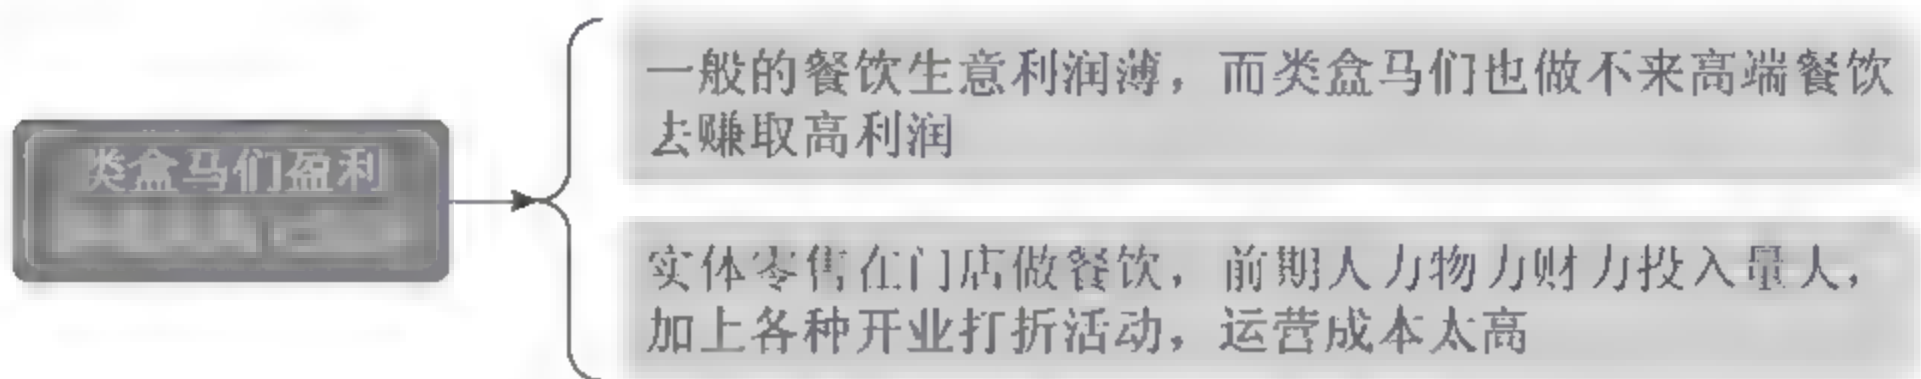 类盒马们盈利
一般的餐饮生意利润薄，而类盒马们也做不来高端餐饮
去赚取高利润
实体零售在门店做餐饮，前期人力物力财力投入量大，
加上各种开业打折活动，运营成本太高